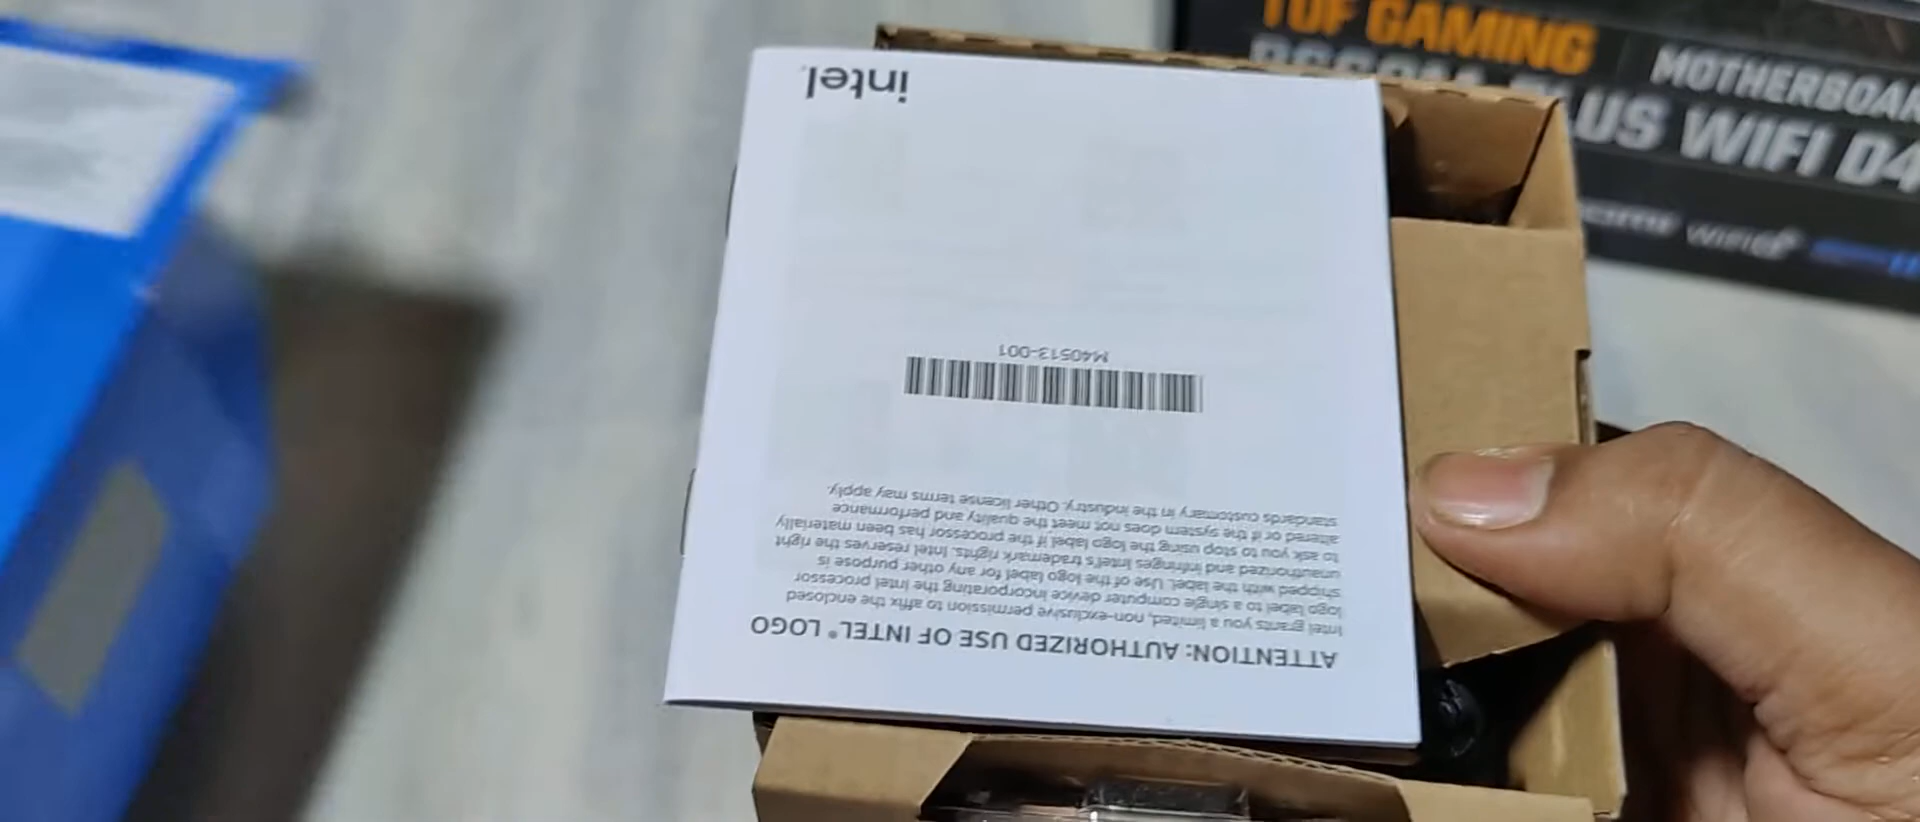 TUF GAMING
MOTHERBOAR
PLUS WIFI D4
WiFi 6
intel.
M40513-001
ATTENTION: AUTHORIZED USE OF INTEL® LOGO
Intel grants you a limited, non-exclusive permission to affix the enclosed
logo label to a single computer device incorporating the Intel processor
shipped with the label. Use of the logo label for any other purpose is
unauthorized and infringes Intel's trademark rights. Intel reserves the right
to ask you to stop using the logo label if the processor has been materially
altered or if the system does not meet the quality and performance
standards customary in the industry. Other license terms may apply.